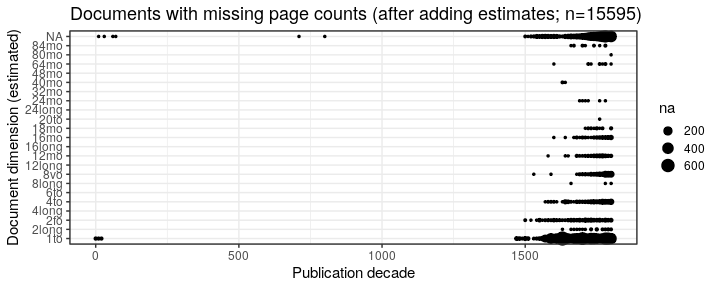 Documents with missing page counts (after adding estimates; n=15595)
Document dimension (estimated)
NA
84mo
80mo
64mo
48mo
40mo
32mo
24mo
24long
20to
18mo
16mo
16long
12mo
12long
8vo
8long
6to
4to
4long
2fo
2long
1to
0
500
1000
1500
Publication decade
na
200
400
600